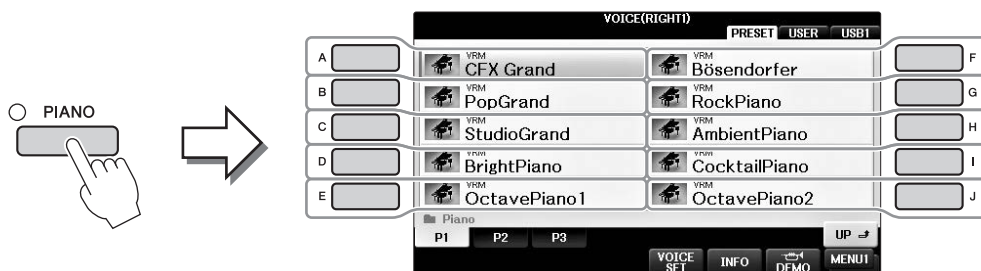 VOICE(RIGHT1)
PRESET USER USB1
A
VRM
CFX Grand
VRM
Bösendorfer
F
B
VRM
PopGrand
VRM
RockPiano
G
PIANO
C
VRM
StudioGrand
VRM
AmbientPiano
H
D
VRM
BrightPiano
VRM
CocktailPiano
I
E
VRM
OctavePiano1
VRM
OctavePiano2
J
Piano
P1 P2 P3 UP
VOICE SET INFO DEMO MENU1